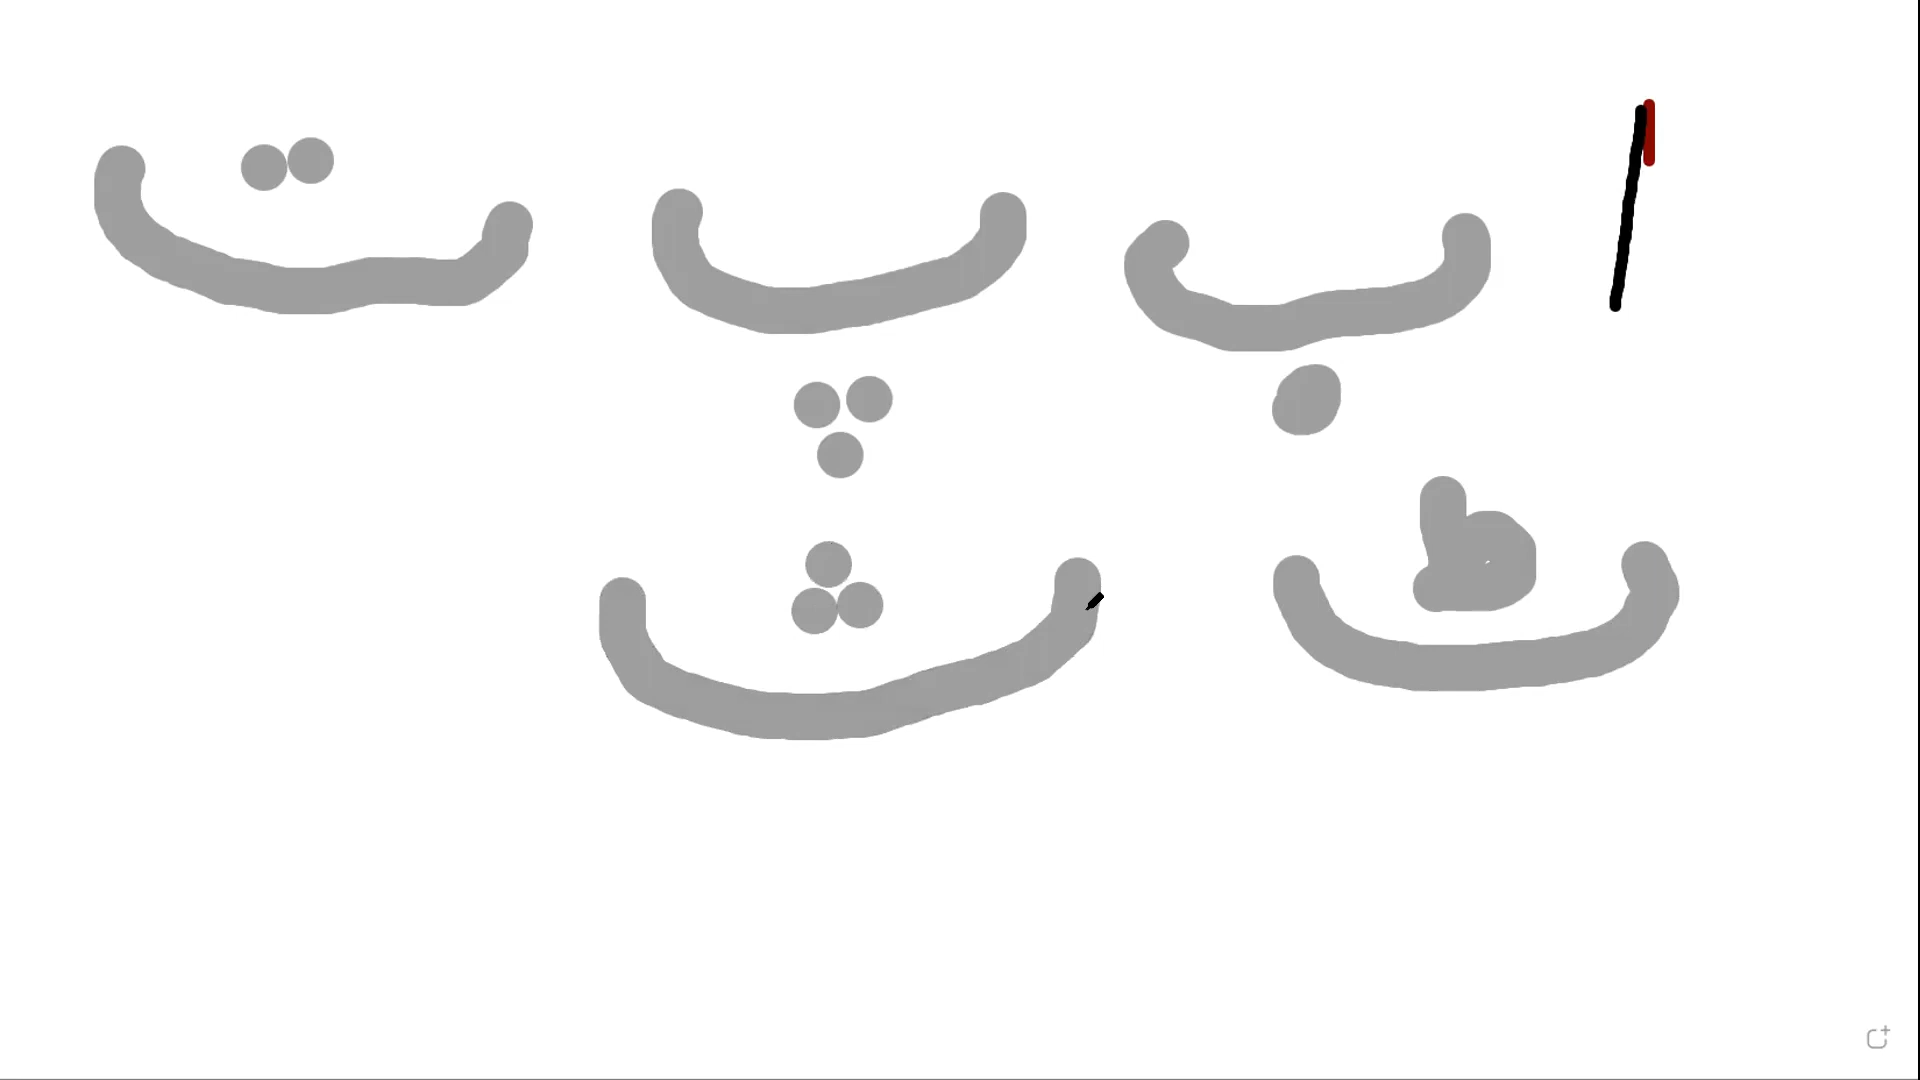 ا ب پ ت
ٹ ث